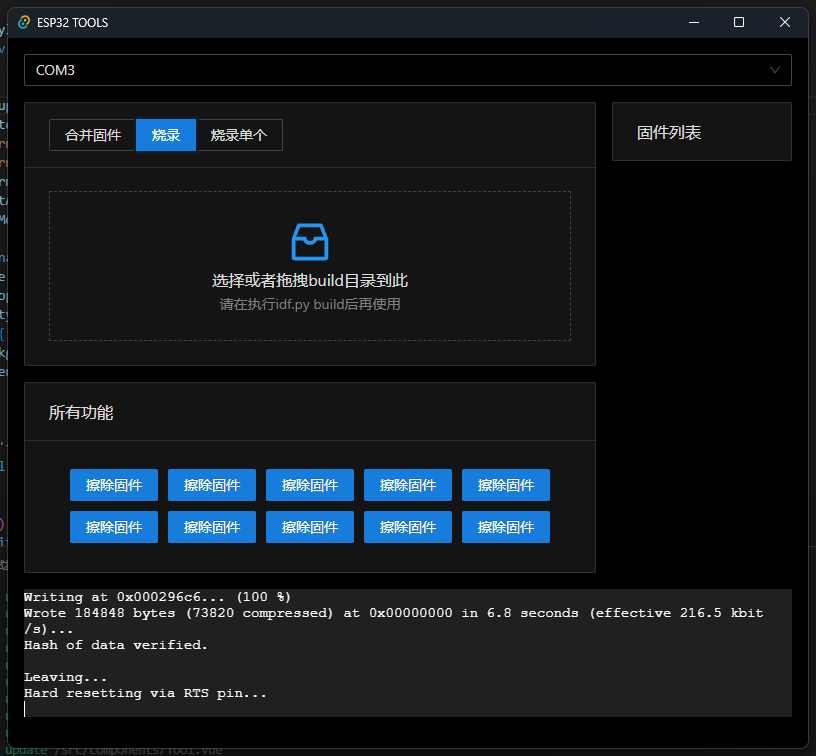 ESP32 TOOLS
COM3
合并固件 烧录 烧录单个
固件列表
选择或者拖拽build目录到此
请在执行idf.py build后再使用
所有功能
擦除固件 擦除固件 擦除固件 擦除固件 擦除固件
擦除固件 擦除固件 擦除固件 擦除固件 擦除固件
Writing at 0x000296c6... (100 %)
Wrote 184848 bytes (73820 compressed) at 0x00000000 in 6.8 seconds (effective 216.5 kbit
/s)...
Hash of data verified.
Leaving...
Hard resetting via RTS pin...
update /src/components/Tool.vue